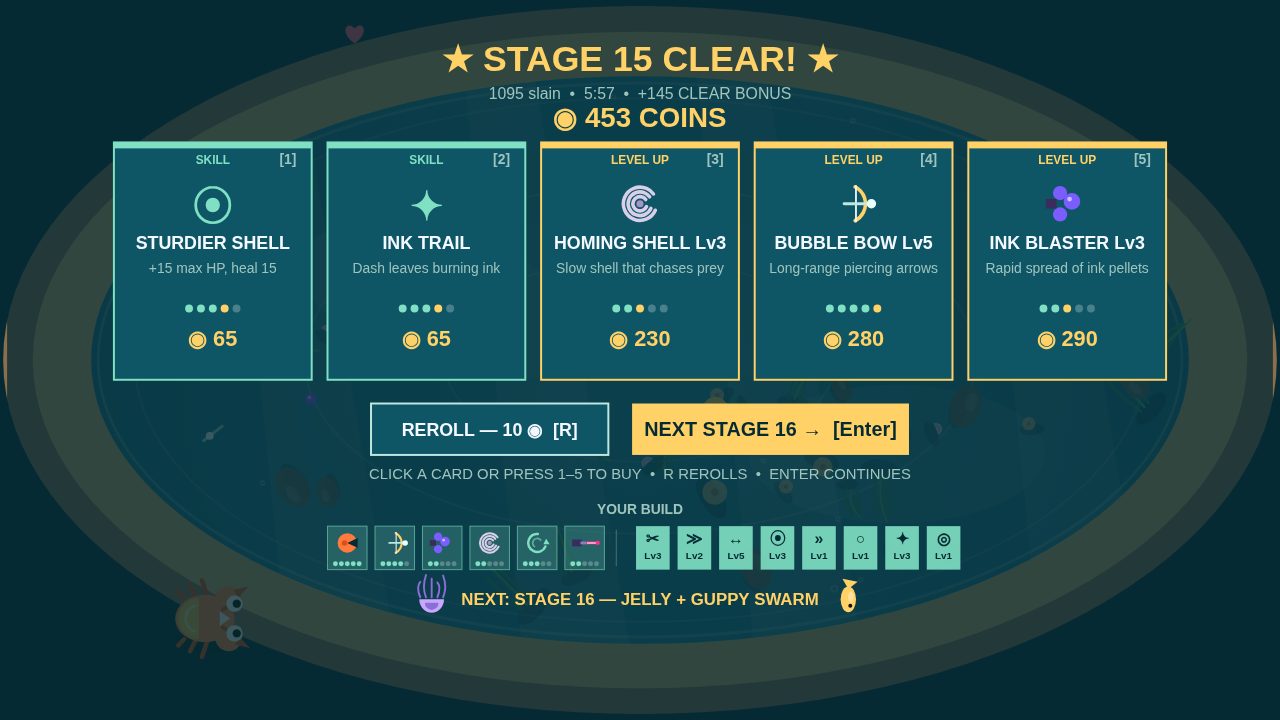 ★ STAGE 15 CLEAR! ★
1095 slain • 5:57 • +145 CLEAR BONUS
◉ 453 COINS
SKILL [1]
STURDIER SHELL
+15 max HP, heal 15
◉ 65
SKILL [2]
INK TRAIL
Dash leaves burning ink
◉ 65
LEVEL UP [3]
HOMING SHELL Lv3
Slow shell that chases prey
◉ 230
LEVEL UP [4]
BUBBLE BOW Lv5
Long-range piercing arrows
◉ 280
LEVEL UP [5]
INK BLASTER Lv3
Rapid spread of ink pellets
◉ 290
REROLL — 10 ◉ [R]
NEXT STAGE 16 → [Enter]
CLICK A CARD OR PRESS 1–5 TO BUY • R REROLLS • ENTER CONTINUES
YOUR BUILD
Lv3 Lv2 Lv5 Lv3 Lv1 Lv1 Lv3 Lv1
NEXT: STAGE 16 — JELLY + GUPPY SWARM